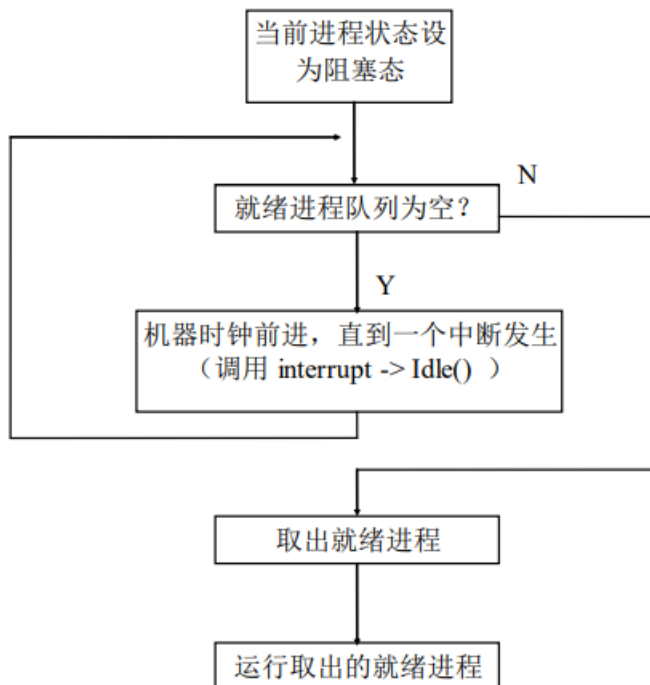 当前进程状态设
为阻塞态
N
就绪进程队列为空？
Y
机器时钟前进，直到一个中断发生
（调用 interrupt -> Idle() ）
取出就绪进程
运行取出的就绪进程